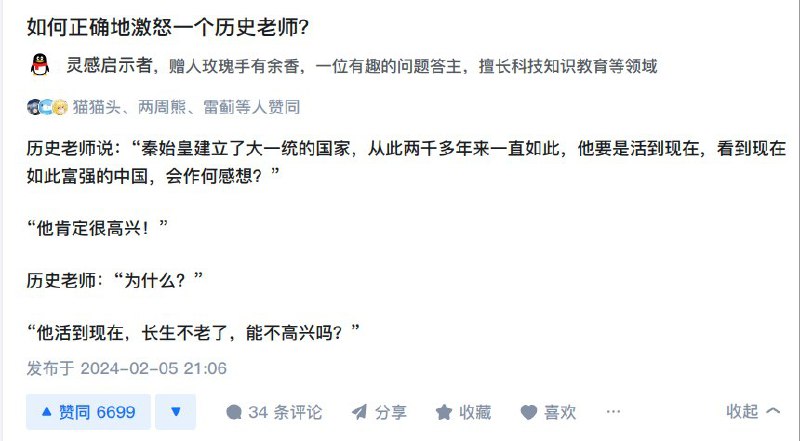 如何正确地激怒一个历史老师？
灵感启示者，赠人玫瑰手有余香，一位有趣的问题答主，擅长科技知识教育等领域
猫猫头、两周熊、雷蓟等人赞同
历史老师说：“秦始皇建立了大一统的国家，从此两千多年来一直如此，他要是活到现在，看到现在
如此富强的中国，会作何感想？”
“他肯定很高兴！”
历史老师：“为什么？”
“他活到现在，长生不老了，能不高兴吗？”
发布于 2024-02-05 21:06
赞同 6699 34 条评论 分享 收藏 喜欢 ··· 收起